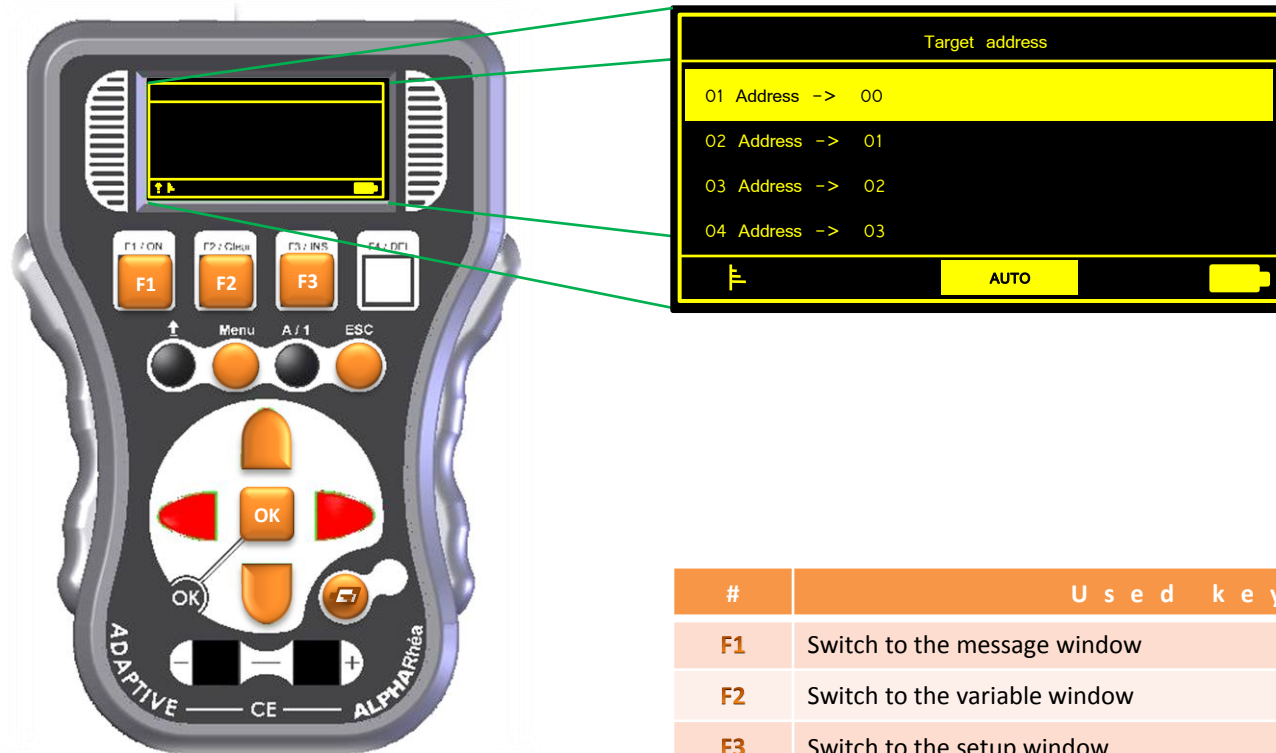 Target address
01 Address -> 00
02 Address -> 01
03 Address -> 02
04 Address -> 03
AUTO
F1 / ON F2 / Clear F3 / INS F4 / DEL
F1 F2 F3
Menu A / 1 ESC
OK
OK
- +
ADAPTIVE CE ALPHARhéa
# Used key
F1 Switch to the message window
F2 Switch to the variable window
F3 Switch to the setup window